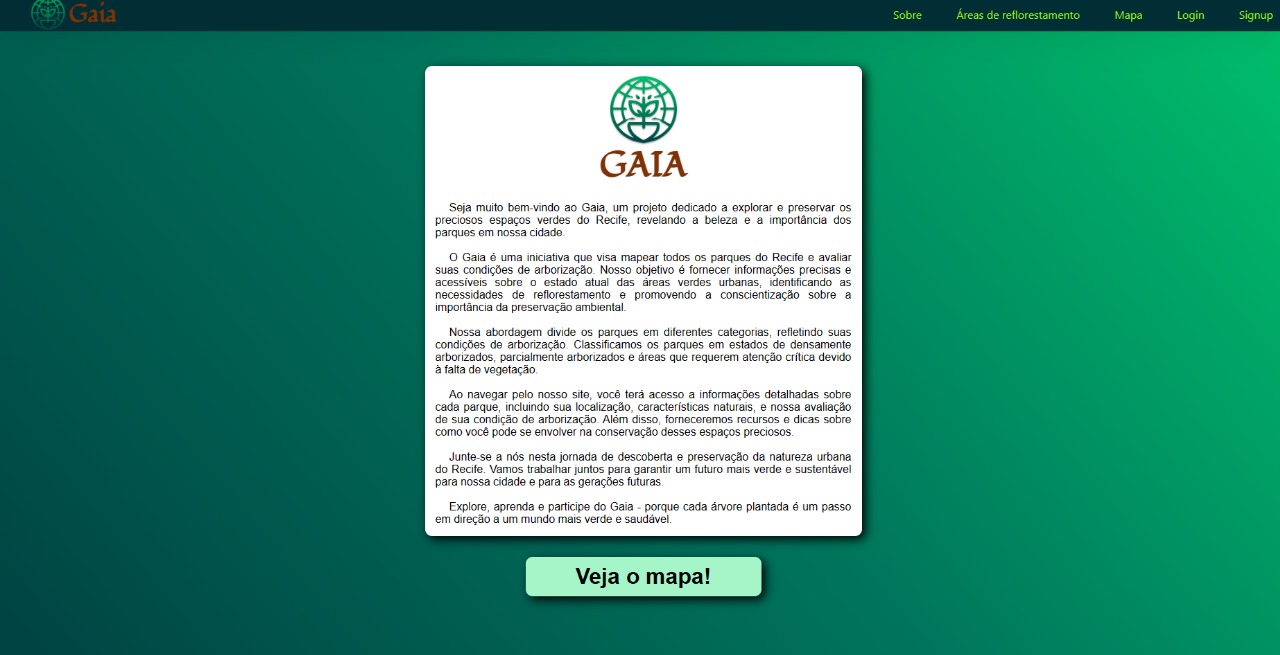 Gaia
Sobre
Áreas de reflorestamento
Mapa
Login
Signup
GAIA
Seja muito bem-vindo ao Gaia, um projeto dedicado a explorar e preservar os
preciosos espaços verdes do Recife, revelando a beleza e a importância dos
parques em nossa cidade.
O Gaia é uma iniciativa que visa mapear todos os parques do Recife e avaliar
suas condições de arborização. Nosso objetivo é fornecer informações precisas e
acessíveis sobre o estado atual das áreas verdes urbanas, identificando as
necessidades de reflorestamento e promovendo a conscientização sobre a
importância da preservação ambiental.
Nossa abordagem divide os parques em diferentes categorias, refletindo suas
condições de arborização. Classificamos os parques em estados de densamente
arborizados, parcialmente arborizados e áreas que requerem atenção crítica devido
à falta de vegetação.
Ao navegar pelo nosso site, você terá acesso a informações detalhadas sobre
cada parque, incluindo sua localização, características naturais, e nossa avaliação
de sua condição de arborização. Além disso, forneceremos recursos e dicas sobre
como você pode se envolver na conservação desses espaços preciosos.
Junte-se a nós nesta jornada de descoberta e preservação da natureza urbana
do Recife. Vamos trabalhar juntos para garantir um futuro mais verde e sustentável
para nossa cidade e para as gerações futuras.
Explore, aprenda e participe do Gaia - porque cada árvore plantada é um passo
em direção a um mundo mais verde e saudável.
Veja o mapa!